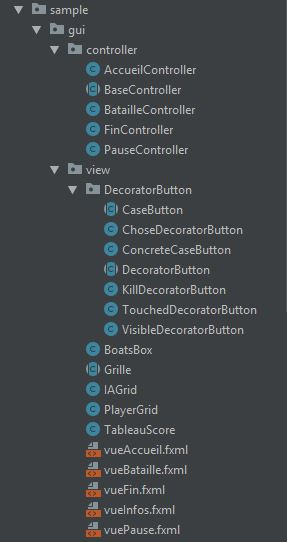 sample
gui
controller
AccueilController
BaseController
BatailleController
FinController
PauseController
view
DecoratorButton
CaseButton
ChoseDecoratorButton
ConcreteCaseButton
DecoratorButton
KillDecoratorButton
TouchedDecoratorButton
VisibleDecoratorButton
BoatsBox
Grille
IAGrid
PlayerGrid
TableauScore
vueAccueil.fxml
vueBataille.fxml
vueFin.fxml
vueInfos.fxml
vuePause.fxml